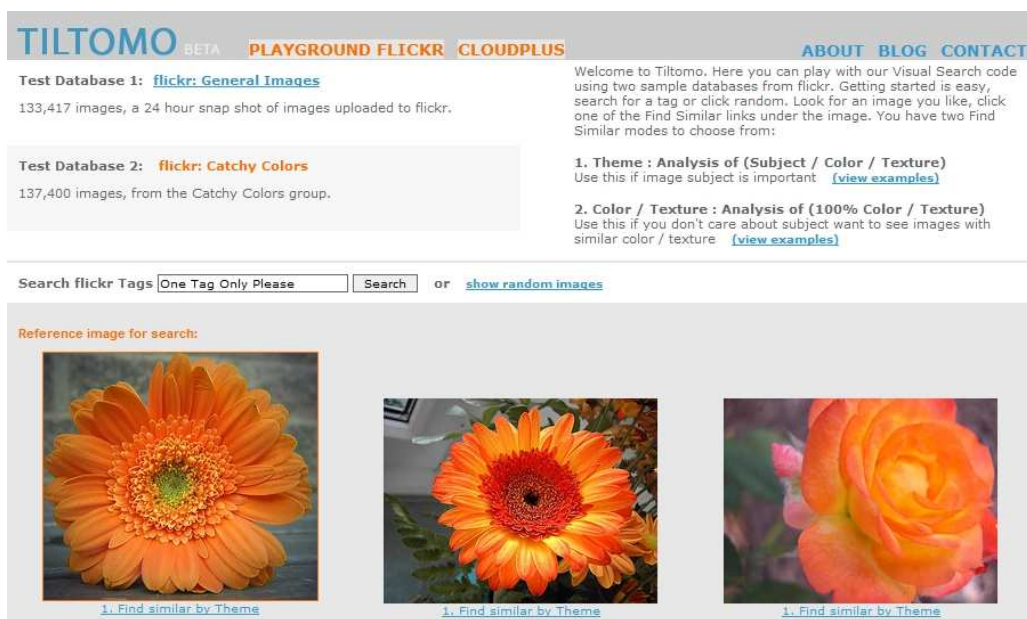 TILTOMO BETA PLAYGROUND FLICKR CLOUDPLUS ABOUT BLOG CONTACT
Test Database 1: flickr: General Images
133,417 images, a 24 hour snap shot of images uploaded to flickr.
Test Database 2: flickr: Catchy Colors
137,400 images, from the Catchy Colors group.
Welcome to Tiltomo. Here you can play with our Visual Search code
using two sample databases from flickr. Getting started is easy,
search for a tag or click random. Look for an image you like, click
one of the Find Similar links under the image. You have two Find
Similar modes to choose from:
1. Theme : Analysis of (Subject / Color / Texture)
Use this if image subject is important (view examples)
2. Color / Texture : Analysis of (100% Color / Texture)
Use this if you don't care about subject want to see images with
similar color / texture (view examples)
Search flickr Tags One Tag Only Please Search or show random images
Reference image for search:
1. Find similar by Theme
1. Find similar by Theme
1. Find similar by Theme